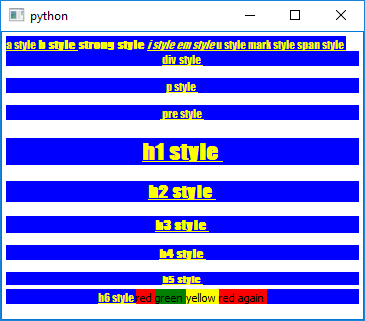 python
a style b style strong style i style em style u style mark style span style
div style
p style
pre style
h1 style
h2 style
h3 style
h4 style
h5 style
h6 style red green yellow red again